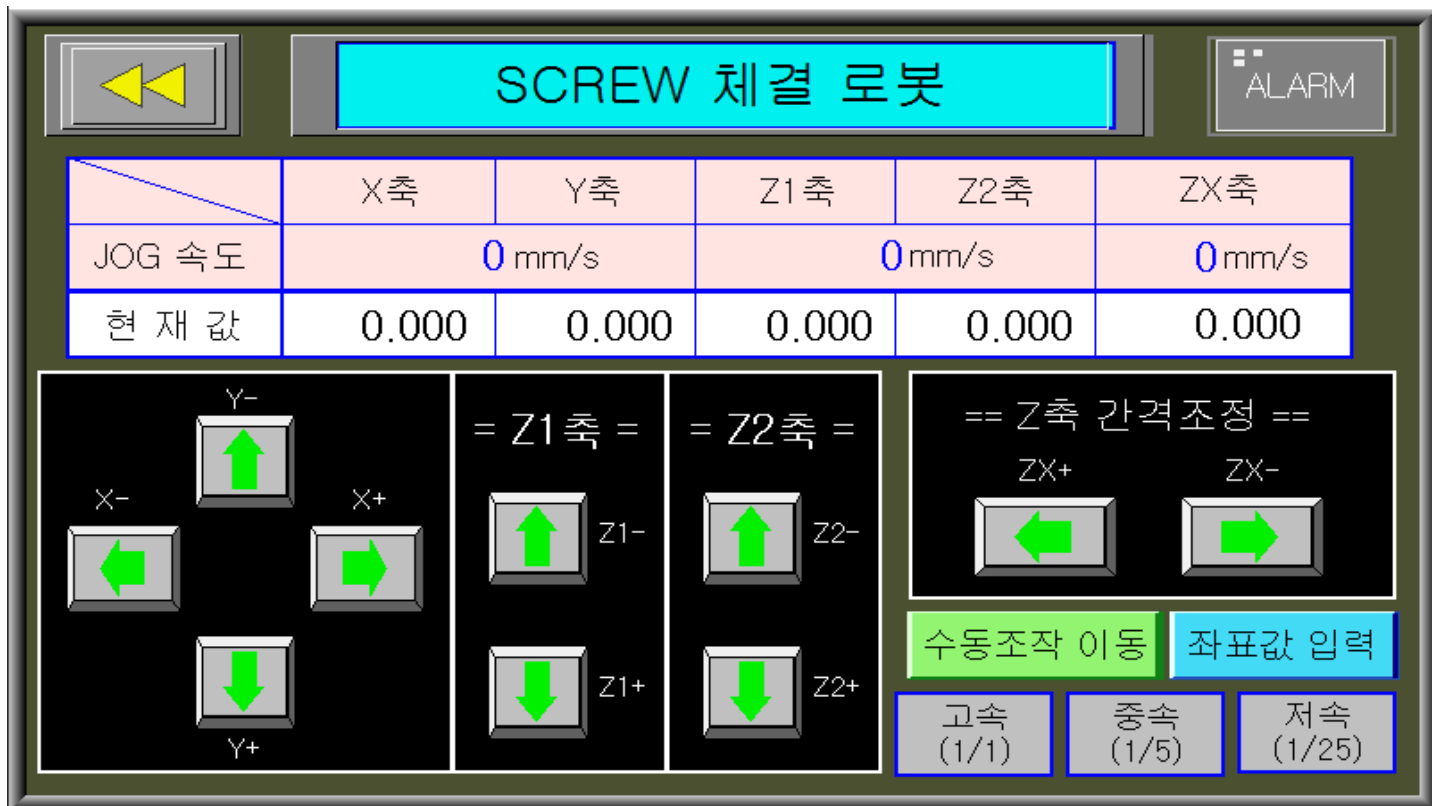 SCREW 체결 로봇
ALARM
X축 Y축 Z1축 Z2축 ZX축
JOG 속도 0 mm/s 0 mm/s 0 mm/s
현 재 값 0.000 0.000 0.000 0.000 0.000
Y-
X- X+
Y+
= Z1축 =
Z1-
Z1+
= Z2축 =
Z2-
Z2+
== Z축 간격조정 ==
ZX+ ZX-
수동조작 이동
좌표값 입력
고속
(1/1)
중속
(1/5)
저속
(1/25)